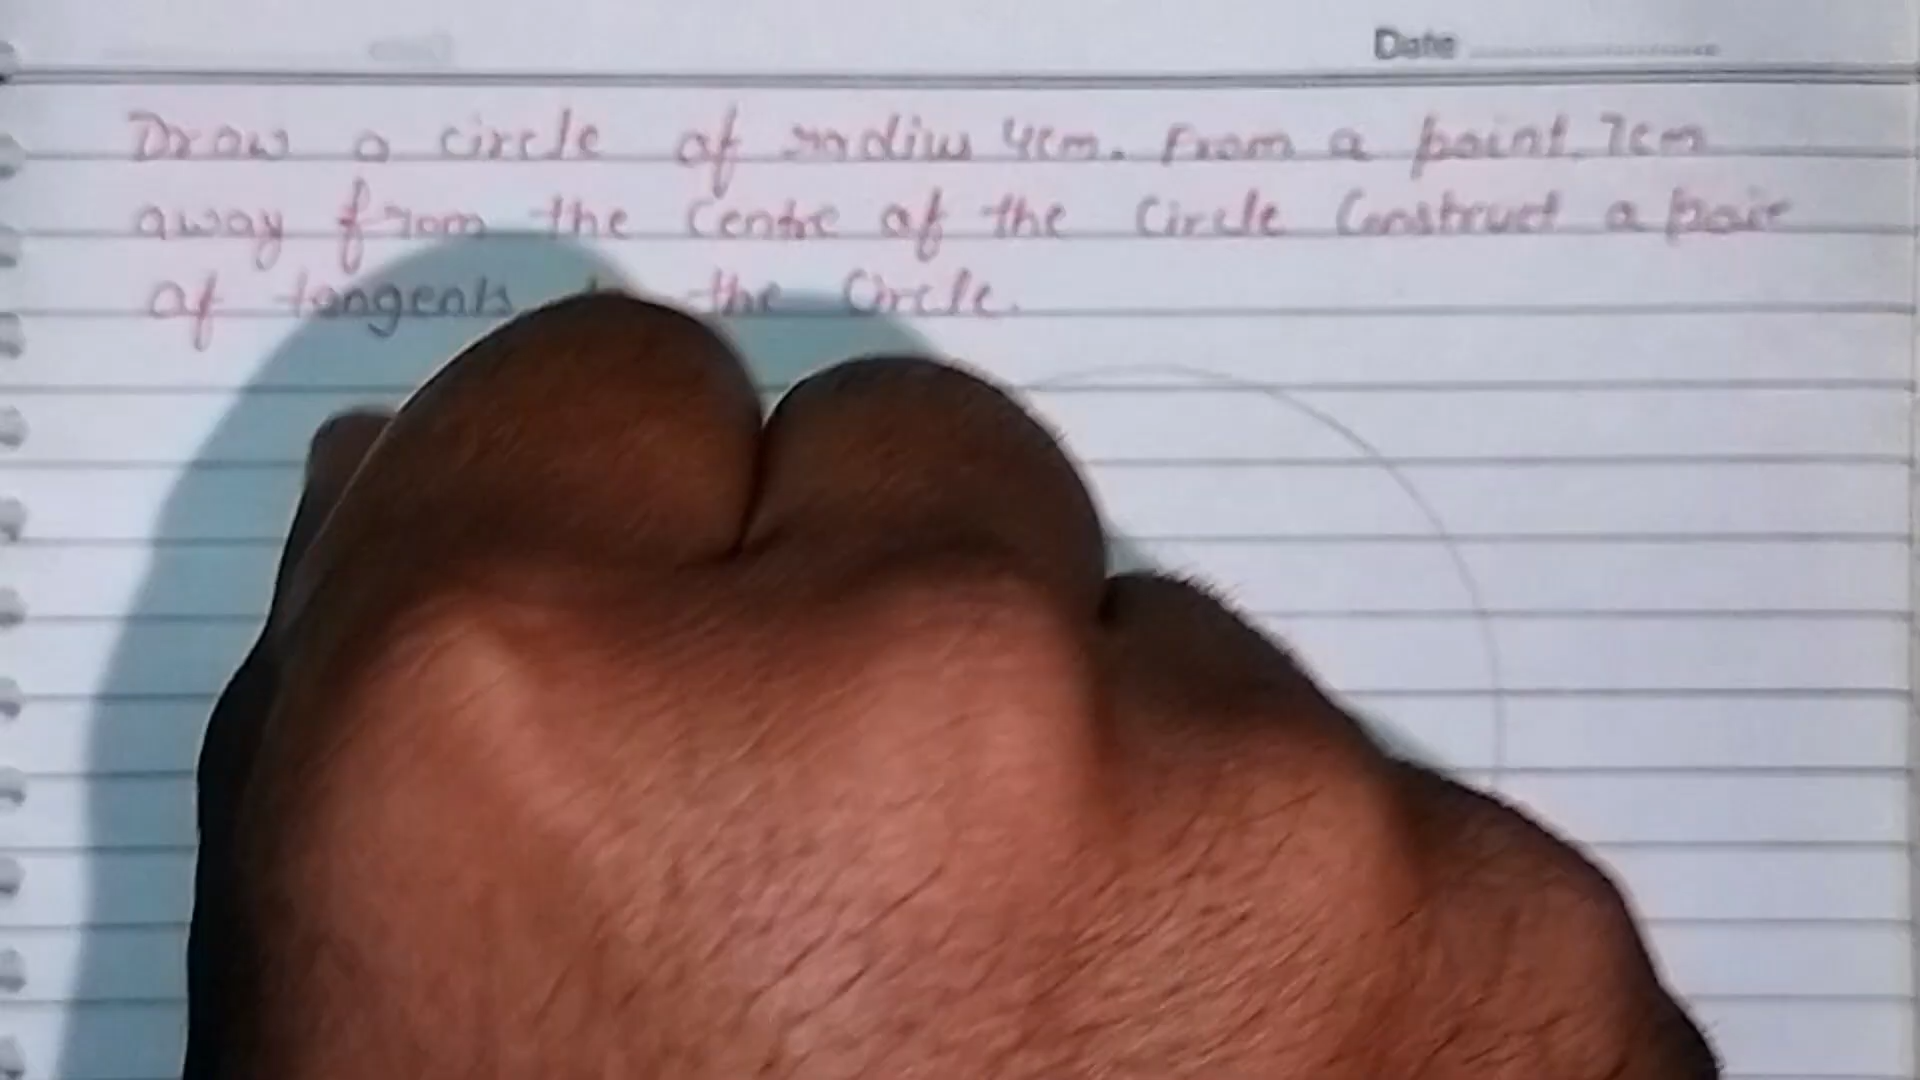 Date
Draw a circle of radius 4cm. From a point 7cm
away from the Centre of the Circle Construct a pair
of tangents the Circle.